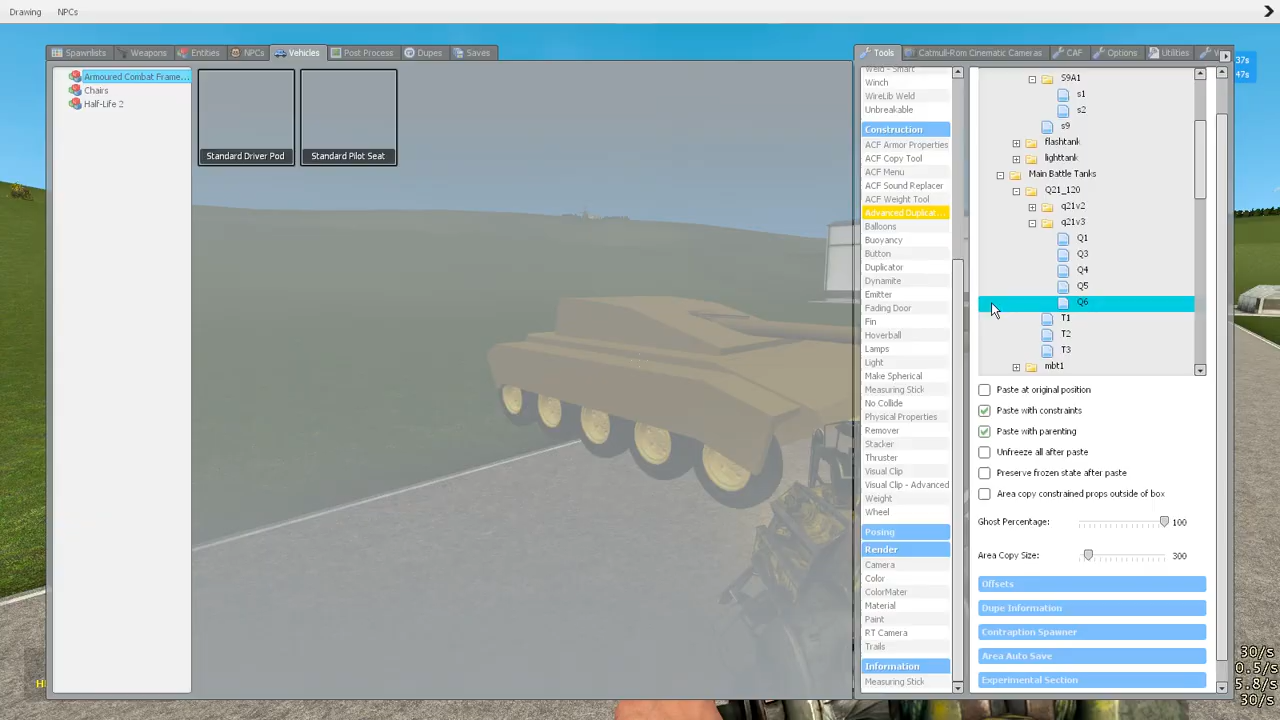 Drawing NPCs
Spawnlists Weapons Entities NPCs Vehicles Post Process Dupes Saves
Armoured Combat Frame...
Chairs
Half-Life 2
Standard Driver Pod
Standard Pilot Seat
Tools Catmull-Rom Cinematic Cameras CAF Options Utilities
37s
47s
Weld - Smart
Winch
WireLib Weld
Unbreakable
Construction
ACF Armor Properties
ACF Copy Tool
ACF Menu
ACF Sound Replacer
ACF Weight Tool
Advanced Duplicat...
Balloons
Buoyancy
Button
Duplicator
Dynamite
Emitter
Fading Door
Fin
Hoverball
Lamps
Light
Make Spherical
Measuring Stick
No Collide
Physical Properties
Remover
Stacker
Thruster
Visual Clip
Visual Clip - Advanced
Weight
Wheel
Posing
Render
Camera
Color
ColorMater
Material
Paint
RT Camera
Trails
Information
Measuring Stick
S9A1
s1
s2
s9
flashtank
lighttank
Main Battle Tanks
Q21_120
q21v2
q21v3
Q1
Q3
Q4
Q5
Q6
T1
T2
T3
mbt1
Paste at original position
Paste with constraints
Paste with parenting
Unfreeze all after paste
Preserve frozen state after paste
Area copy constrained props outside of box
Ghost Percentage: 100
Area Copy Size: 300
Offsets
Dupe Information
Contraption Spawner
Area Auto Save
Experimental Section
30/s
0.5/s
5.8/s
30/s